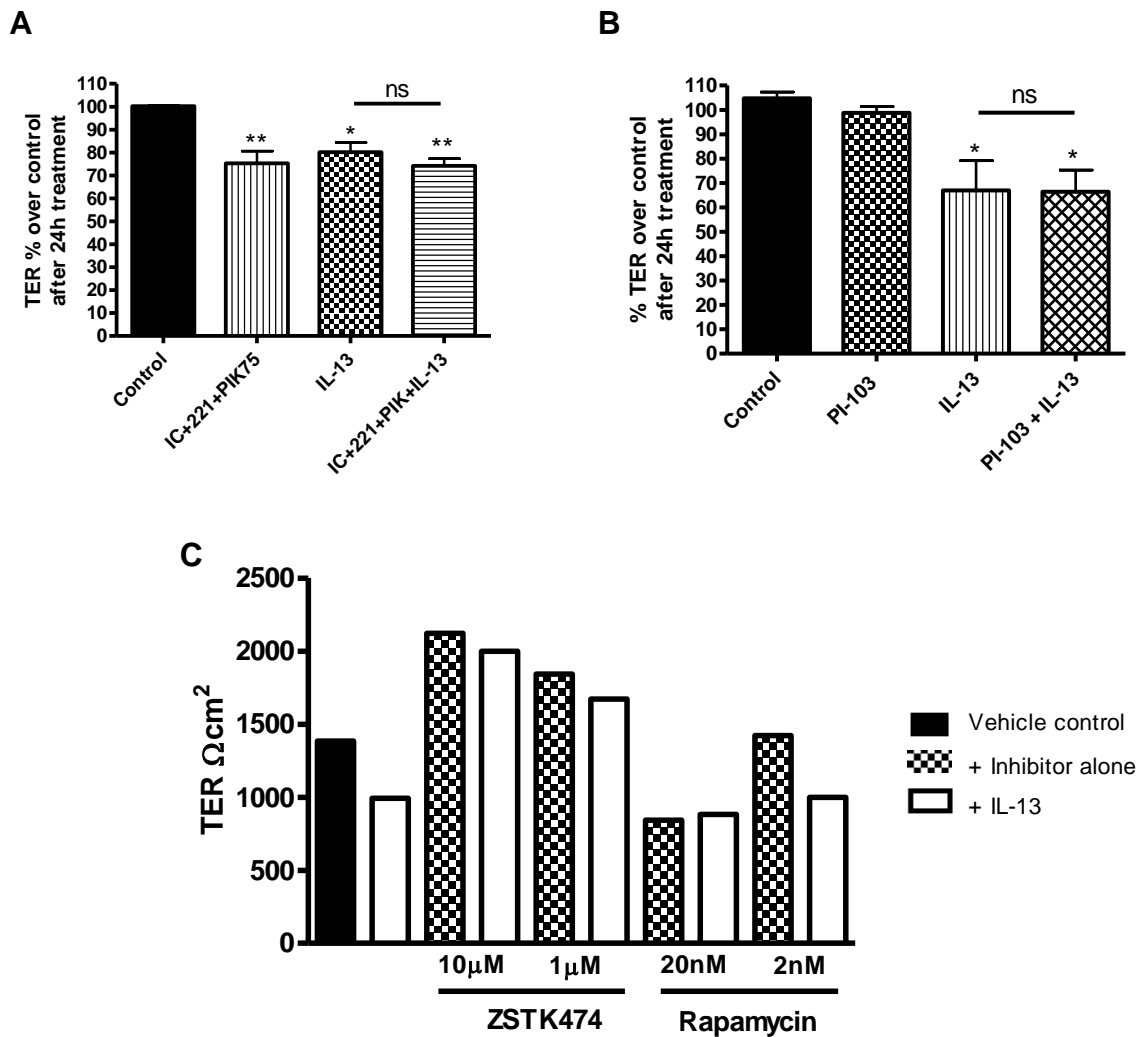 A
TER % over control
after 24h treatment
110
100
90
80
70
60
50
40
30
20
10
0
**
*
ns
**
Control
IC+221+PIK75
IL-13
IC+221+PIK+IL-13
B
% TER over control
after 24h treatment
110
100
90
80
70
60
50
40
30
20
10
0
ns
*
*
Control
PI-103
IL-13
PI-103 + IL-13
C
TER Ωcm²
2500
2000
1500
1000
500
0
10µM
1µM
20nM
2nM
ZSTK474
Rapamycin
Vehicle control
+ Inhibitor alone
+ IL-13